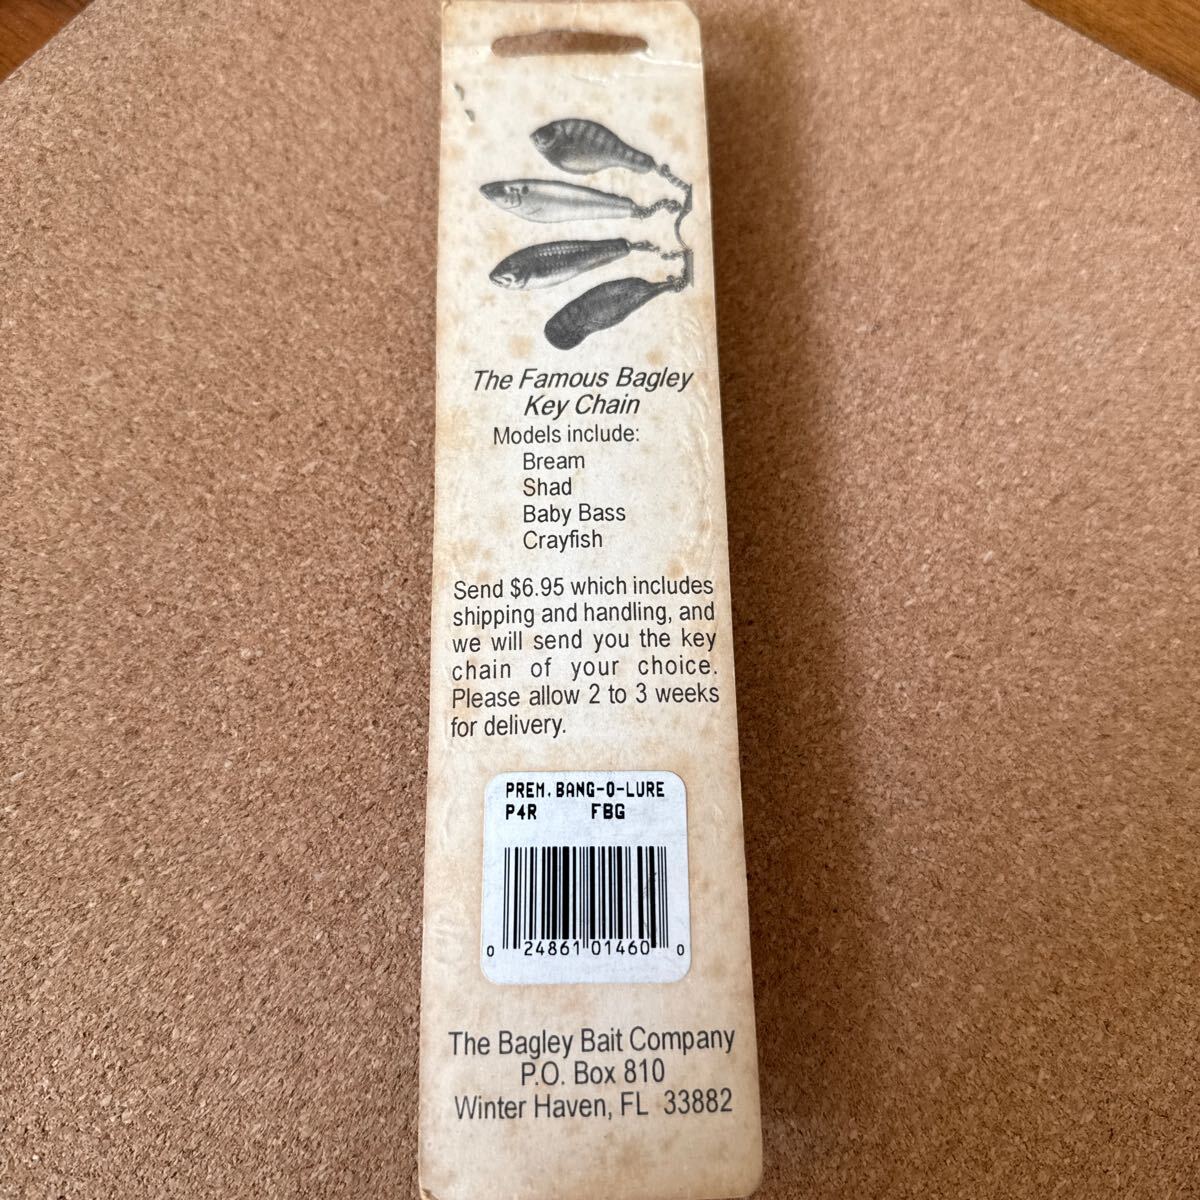 The Famous Bagley
Key Chain
Models include:
Bream
Shad
Baby Bass
Crayfish
Send $6.95 which includes
shipping and handling, and
we will send you the key
chain of your choice.
Please allow 2 to 3 weeks
for delivery.
PREM. BANG-O-LURE
P4R FBG
0 24861 01460 0
The Bagley Bait Company
P.O. Box 810
Winter Haven, FL 33882